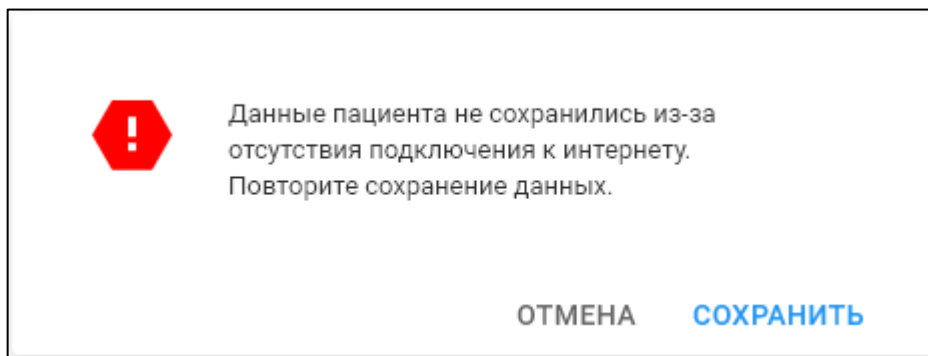 Данные пациента не сохранились из-за
отсутствия подключения к интернету.
Повторите сохранение данных.
ОТМЕНА СОХРАНИТЬ